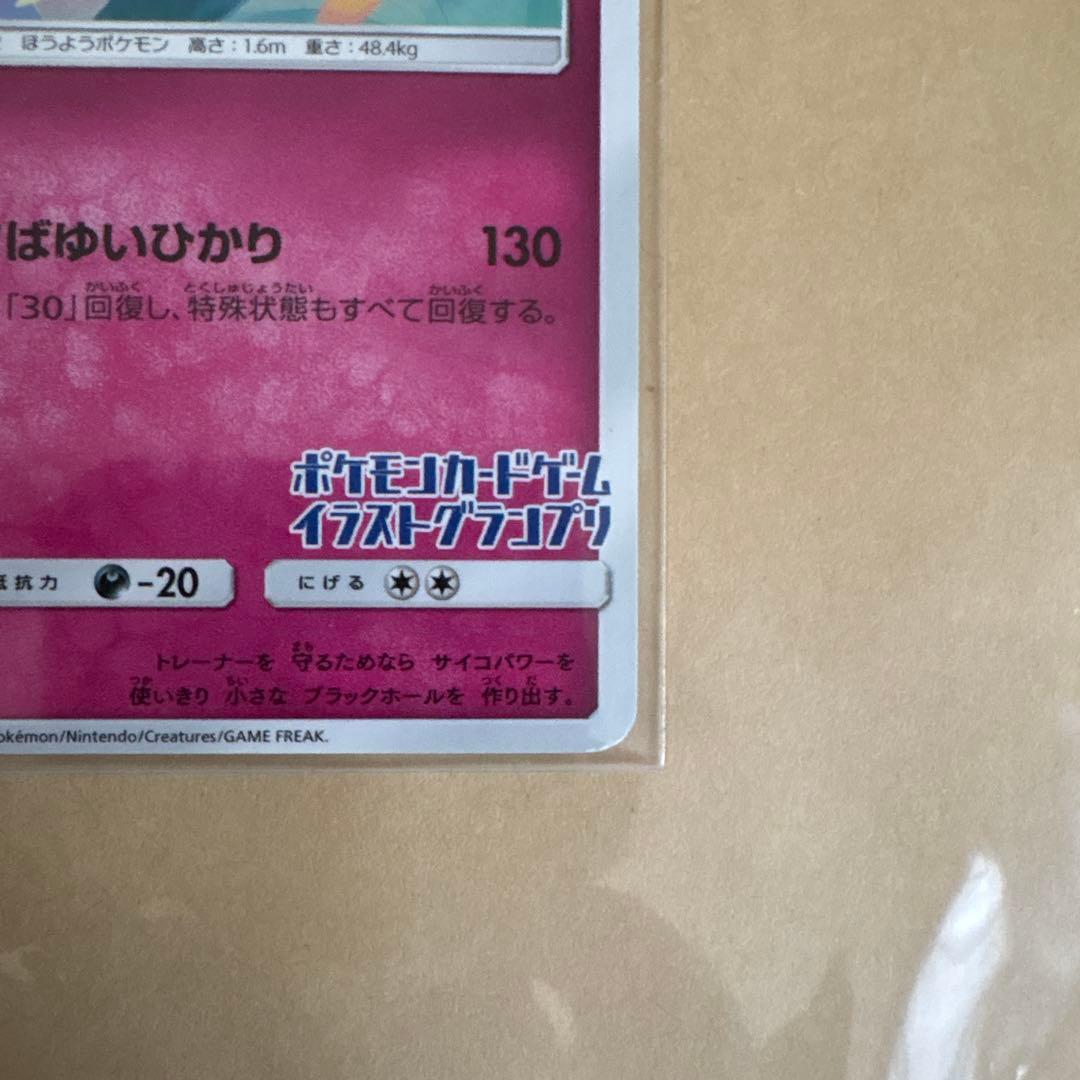 ほうようポケモン 高さ：1.6m 重さ：48.4kg
ばゆいひかり 130
「30」回復し、特殊状態もすべて回復する。
ポケモンカードゲーム
イラストグランプリ
抵抗力 -20
にげる
トレーナーを 守るためなら サイコパワーを
使いきり 小さな ブラックホールを 作り出す。
okémon/Nintendo/Creatures/GAME FREAK.